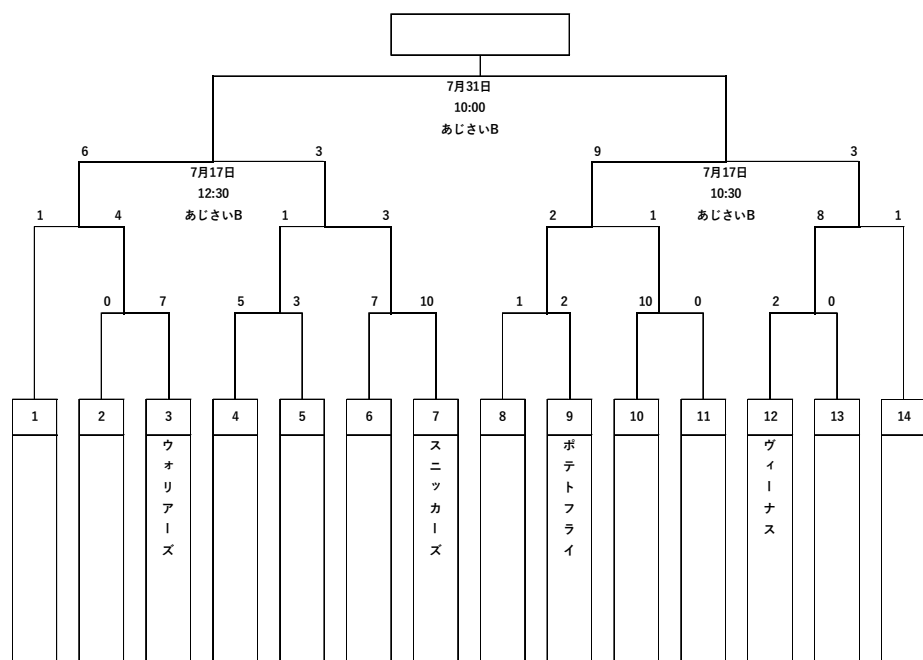 7月31日
10:00
あじさいB
6 3 9 3
7月17日 7月17日
12:30 10:30
あじさいB あじさいB
1 4 1 3 2 1 8 1
0 7 5 3 7 10 1 2 10 0 2 0
1 2 3 4 5 6 7 8 9 10 11 12 13 14
ウォリアーズ
スニッカーズ
ポテトフライ
ヴィーナス